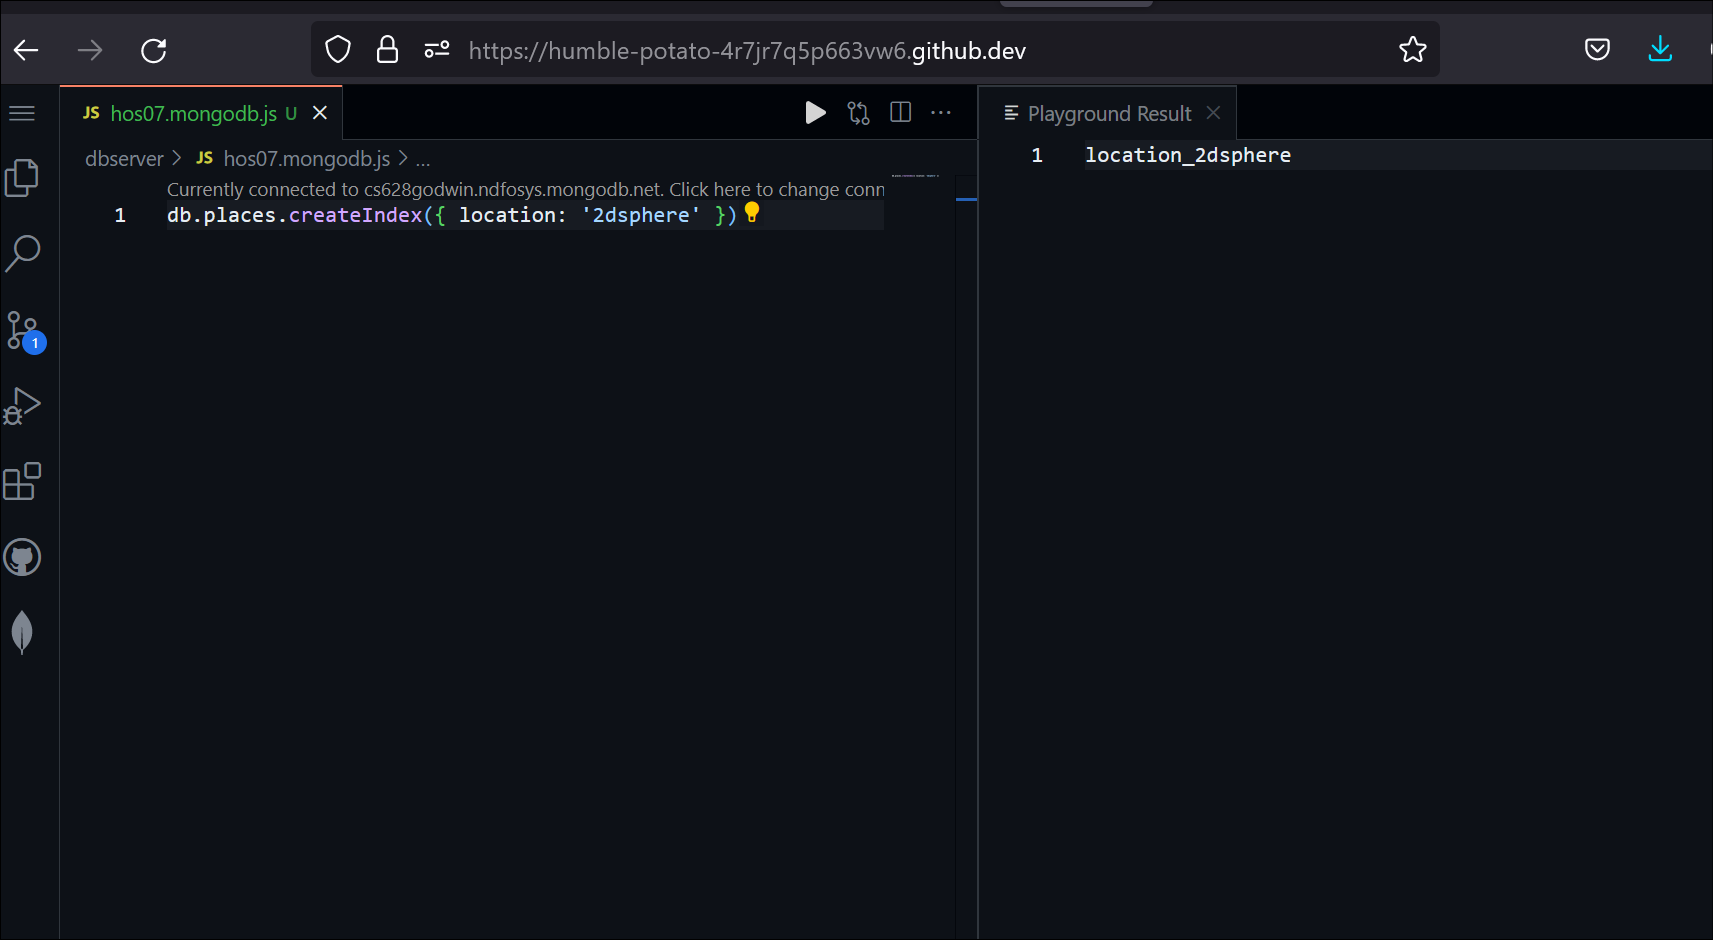 https://humble-potato-4r7jr7q5p663vw6.github.dev
JS hos07.mongodb.js U
Playground Result
dbserver > JS hos07.mongodb.js > ...
1 location_2dsphere
Currently connected to cs628godwin.ndfosys.mongodb.net. Click here to change conn
1 db.places.createIndex({ location: '2dsphere' })
1